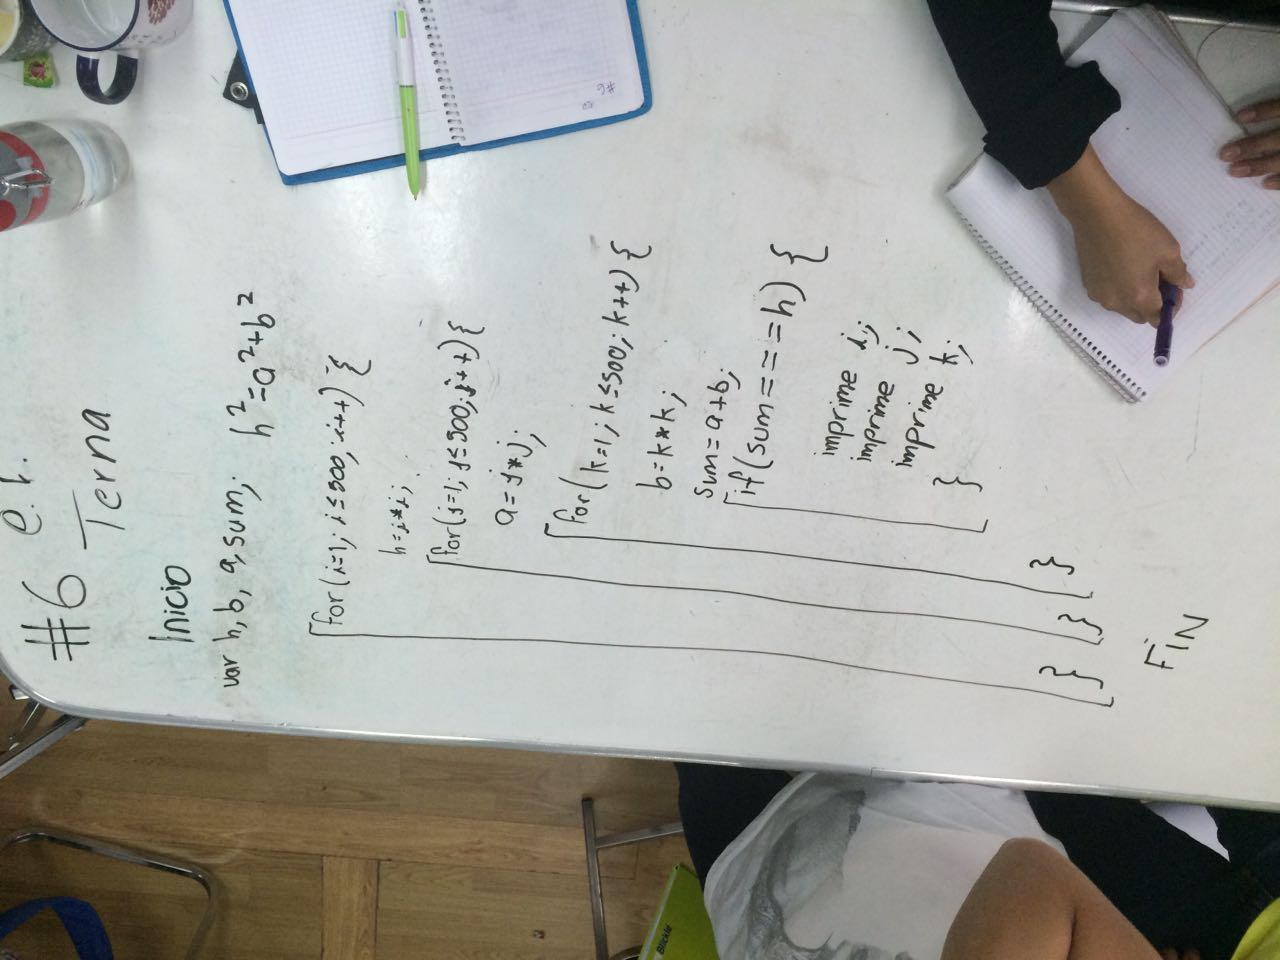 e.h.
#6 Terna
Inicio
var h, b, a, sum; h²=a²+b²
for(i=1; i≤500; i++) {
h=i*i;
for(j=1; j≤500; j++) {
a=j*j;
for(k=1; k≤500; k++) {
b=k*k;
sum=a+b;
if(sum===h) {
imprime i;
imprime j;
imprime k;
}
}
}
}
FiN
#6
Blickle